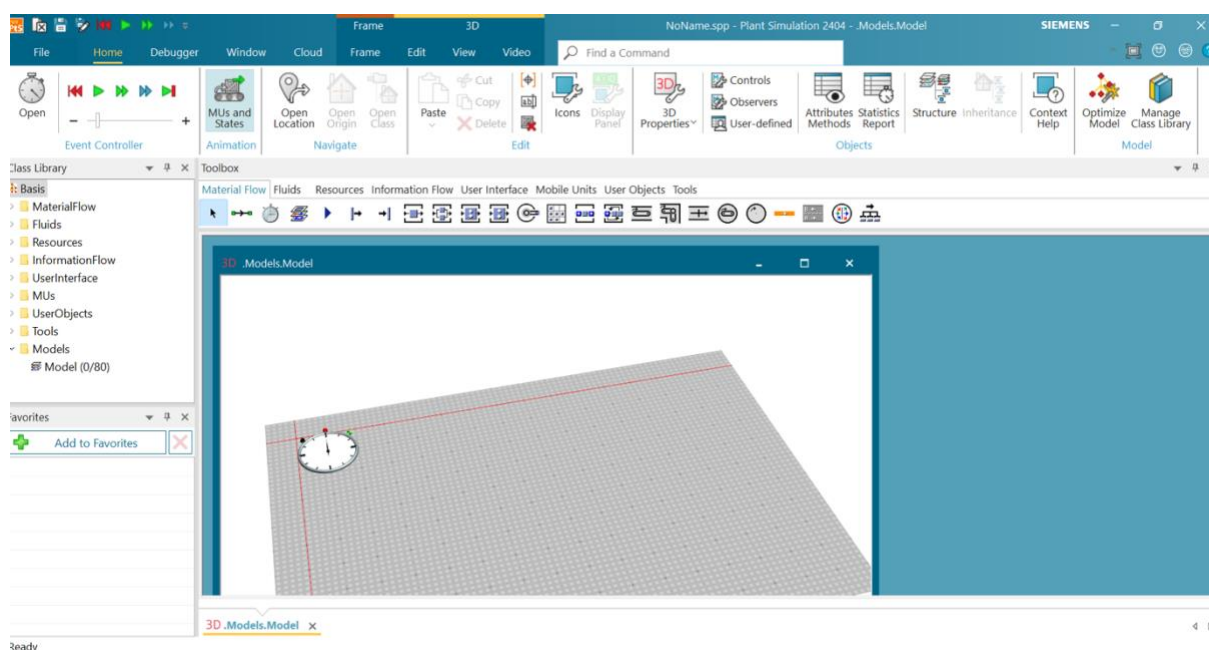 Frame 3D NoName.spp - Plant Simulation 2404 - .Models.Model SIEMENS
File Home Debugger Window Cloud Frame Edit View Video Find a Command
Open
Event Controller
MUs and States
Animation
Open Location
Open Origin
Open Class
Navigate
Paste
Cut
Copy
Delete
Icons
Display Panel
Edit
3D
3D Properties
Controls
Observers
User-defined
Attributes Methods
Statistics Report
Structure
Inheritance
Objects
Context Help
Optimize Model
Manage Class Library
Model
Class Library
Basis
MaterialFlow
Fluids
Resources
InformationFlow
UserInterface
MUs
UserObjects
Tools
Models
Model (0/80)
Favorites
Add to Favorites
Toolbox
Material Flow Fluids Resources Information Flow User Interface Mobile Units User Objects Tools
3D .Models.Model
3D .Models.Model
Ready